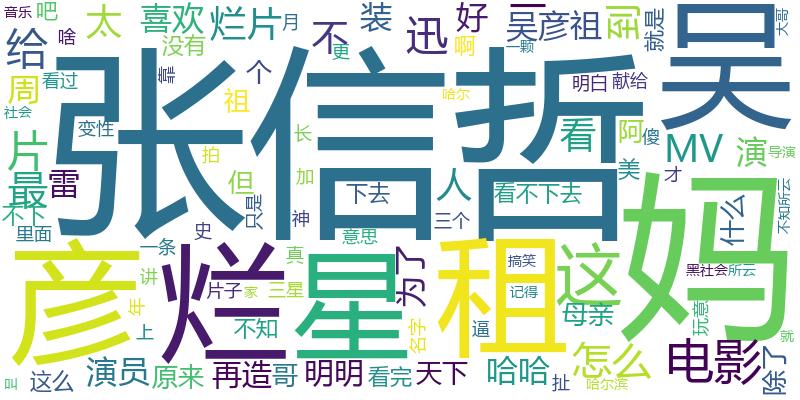 音乐 吧 太 喜欢 烂片 月 装 好 一 吴彦祖 到 就是 大哥 吴
给 啥 没有 不 迅 更 啊 一颗
周 看过 靠 个 明白 献给
社会 祖 哈尔
张信哲
变性 拍 长 看 阿 傻 MV 演 导演
片 最 雷 但 加 下去 人 看不下去 美 才
不下 里面 史 只是 神 三个 什么 不知所云
妈
一条 意思 为了 搞笑 黑社会 所云
彦 烂 星 租 这
讲 片子 家 三星 真 记得 母亲 玩意
年 上 不知 名字 逼 怎么 电影 就
叫 这么 演员 原来 再造 哥 明明 看完 天下 哈哈 扯 哈尔滨 除了